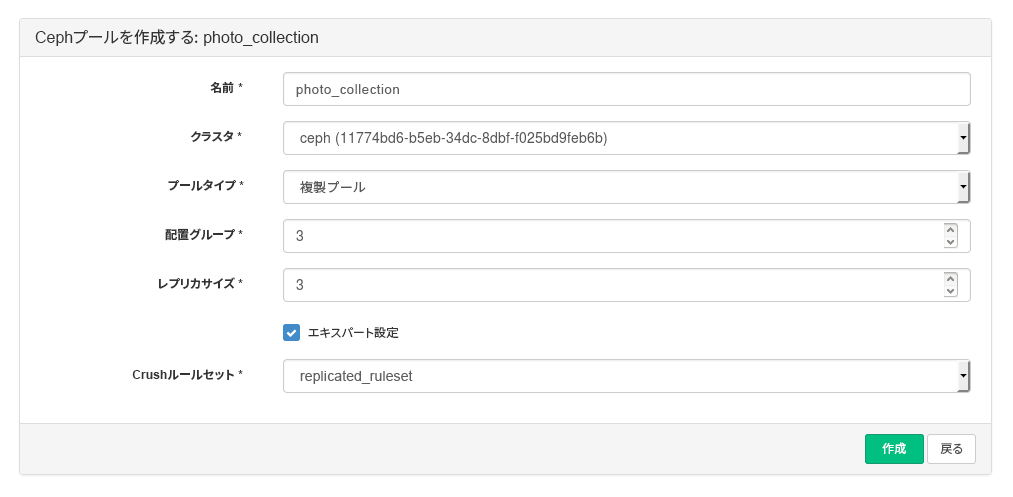 Cephプールを作成する: photo_collection
名前 *
photo_collection
クラスタ *
ceph (11774bd6-b5eb-34dc-8dbf-f025bd9feb6b)
プールタイプ *
複製プール
配置グループ *
3
レプリカサイズ *
3
エキスパート設定
Crushルールセット *
replicated_ruleset
作成
戻る